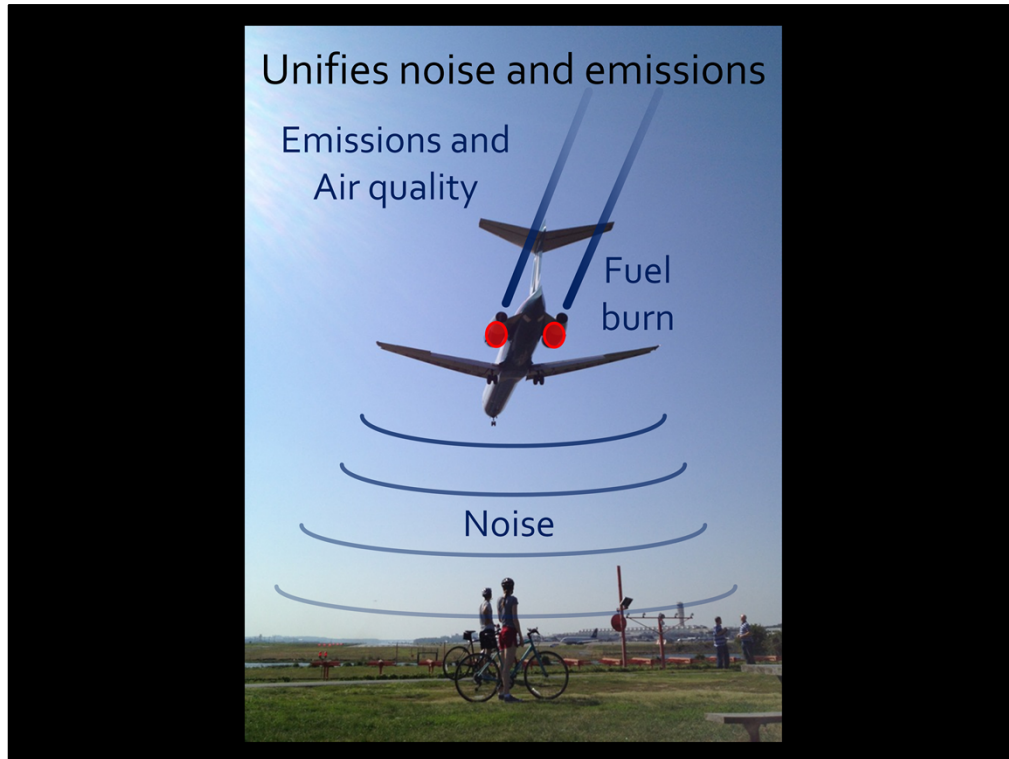 Unifies noise and emissions
Emissions and
Air quality
Fuel
burn
Noise